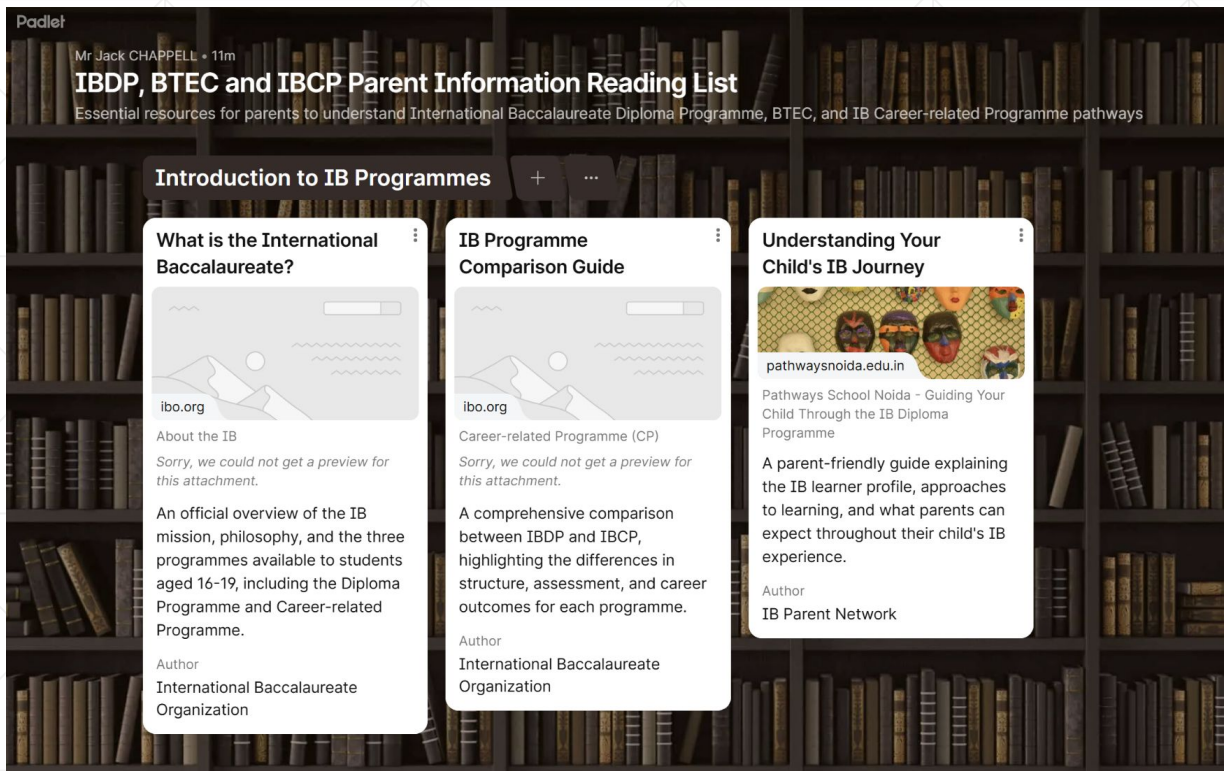 Padlet
Mr Jack CHAPPELL • 11m
IBDP, BTEC and IBCP Parent Information Reading List
Essential resources for parents to understand International Baccalaureate Diploma Programme, BTEC, and IB Career-related Programme pathways
Introduction to IB Programmes
What is the International
Baccalaureate?
ibo.org
About the IB
Sorry, we could not get a preview for
this attachment.
An official overview of the IB
mission, philosophy, and the three
programmes available to students
aged 16-19, including the Diploma
Programme and Career-related
Programme.
Author
International Baccalaureate
Organization
IB Programme
Comparison Guide
ibo.org
Career-related Programme (CP)
Sorry, we could not get a preview for
this attachment.
A comprehensive comparison
between IBDP and IBCP,
highlighting the differences in
structure, assessment, and career
outcomes for each programme.
Author
International Baccalaureate
Organization
Understanding Your
Child's IB Journey
pathwaysnoida.edu.in
Pathways School Noida - Guiding Your
Child Through the IB Diploma
Programme
A parent-friendly guide explaining
the IB learner profile, approaches
to learning, and what parents can
expect throughout their child's IB
experience.
Author
IB Parent Network